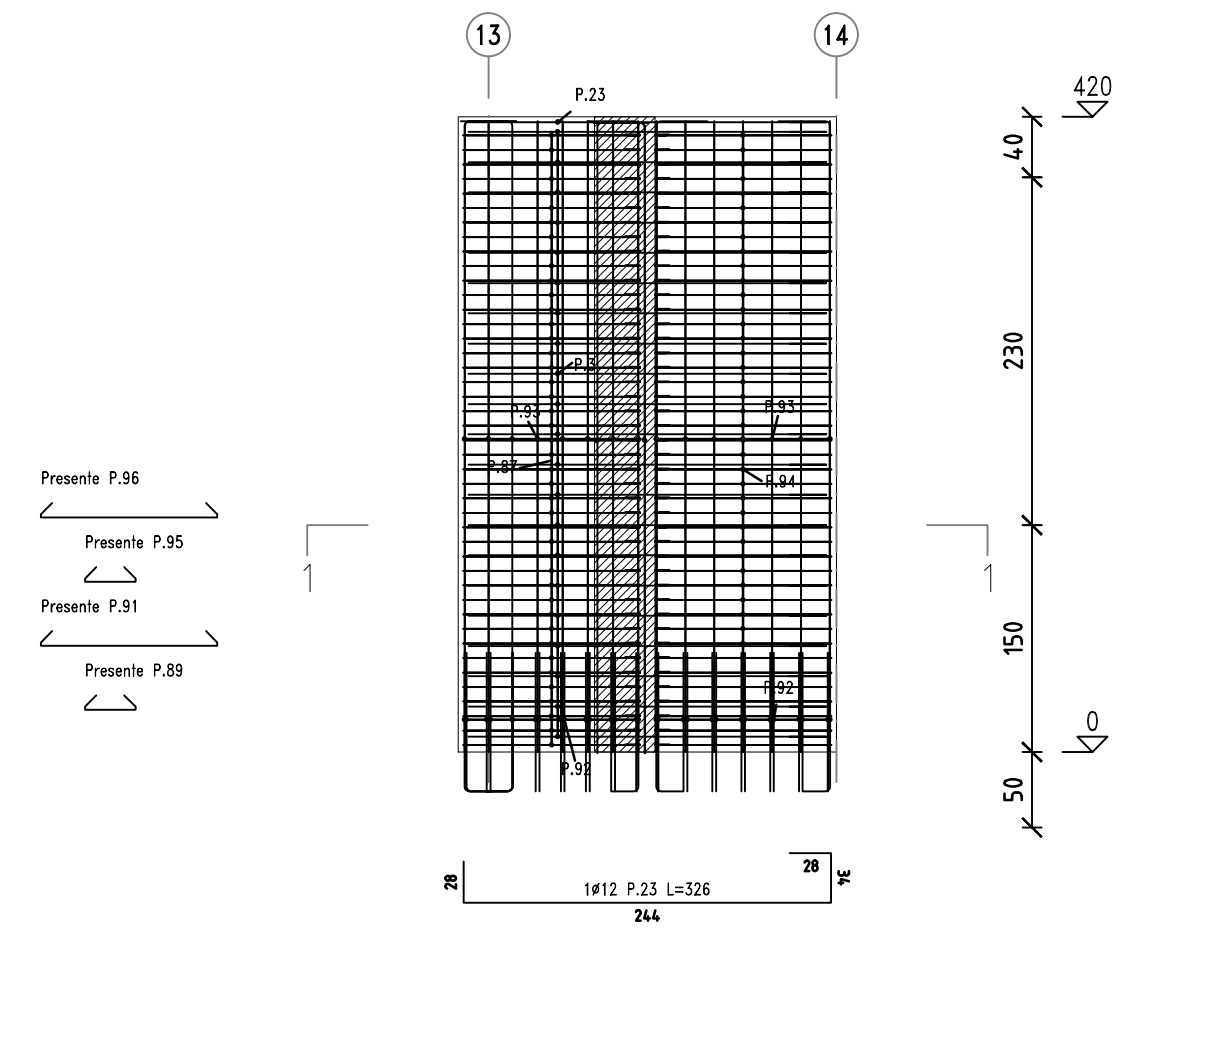 13
14
P.23
420
40
230
P.3
P.93
P.93
P.87
P.94
Presente P.96
Presente P.95
1
1
Presente P.91
150
Presente P.89
P.92
0
P.92
50
28
28
34
1ø12 P.23 L=326
244